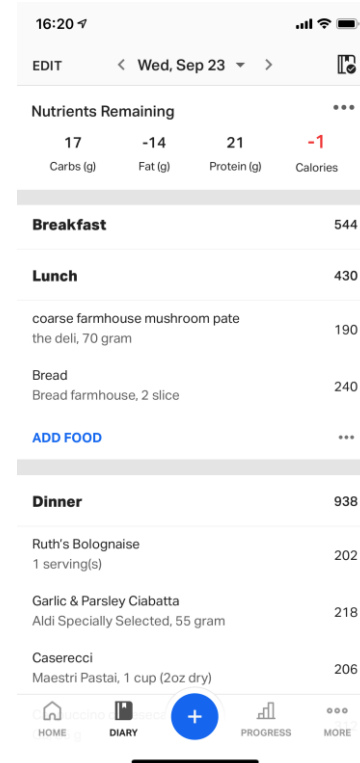 16:20
EDIT < Wed, Sep 23 >
Nutrients Remaining
17 -14 21 -1
Carbs (g) Fat (g) Protein (g) Calories
Breakfast 544
Lunch 430
coarse farmhouse mushroom pate
the deli, 70 gram
190
Bread
Bread farmhouse, 2 slice
240
ADD FOOD
Dinner 938
Ruth's Bolognaise
1 serving(s)
202
Garlic & Parsley Ciabatta
Aldi Specially Selected, 55 gram
218
Caserecci
Maestri Pastai, 1 cup (2oz dry)
206
312
HOME DIARY + PROGRESS MORE